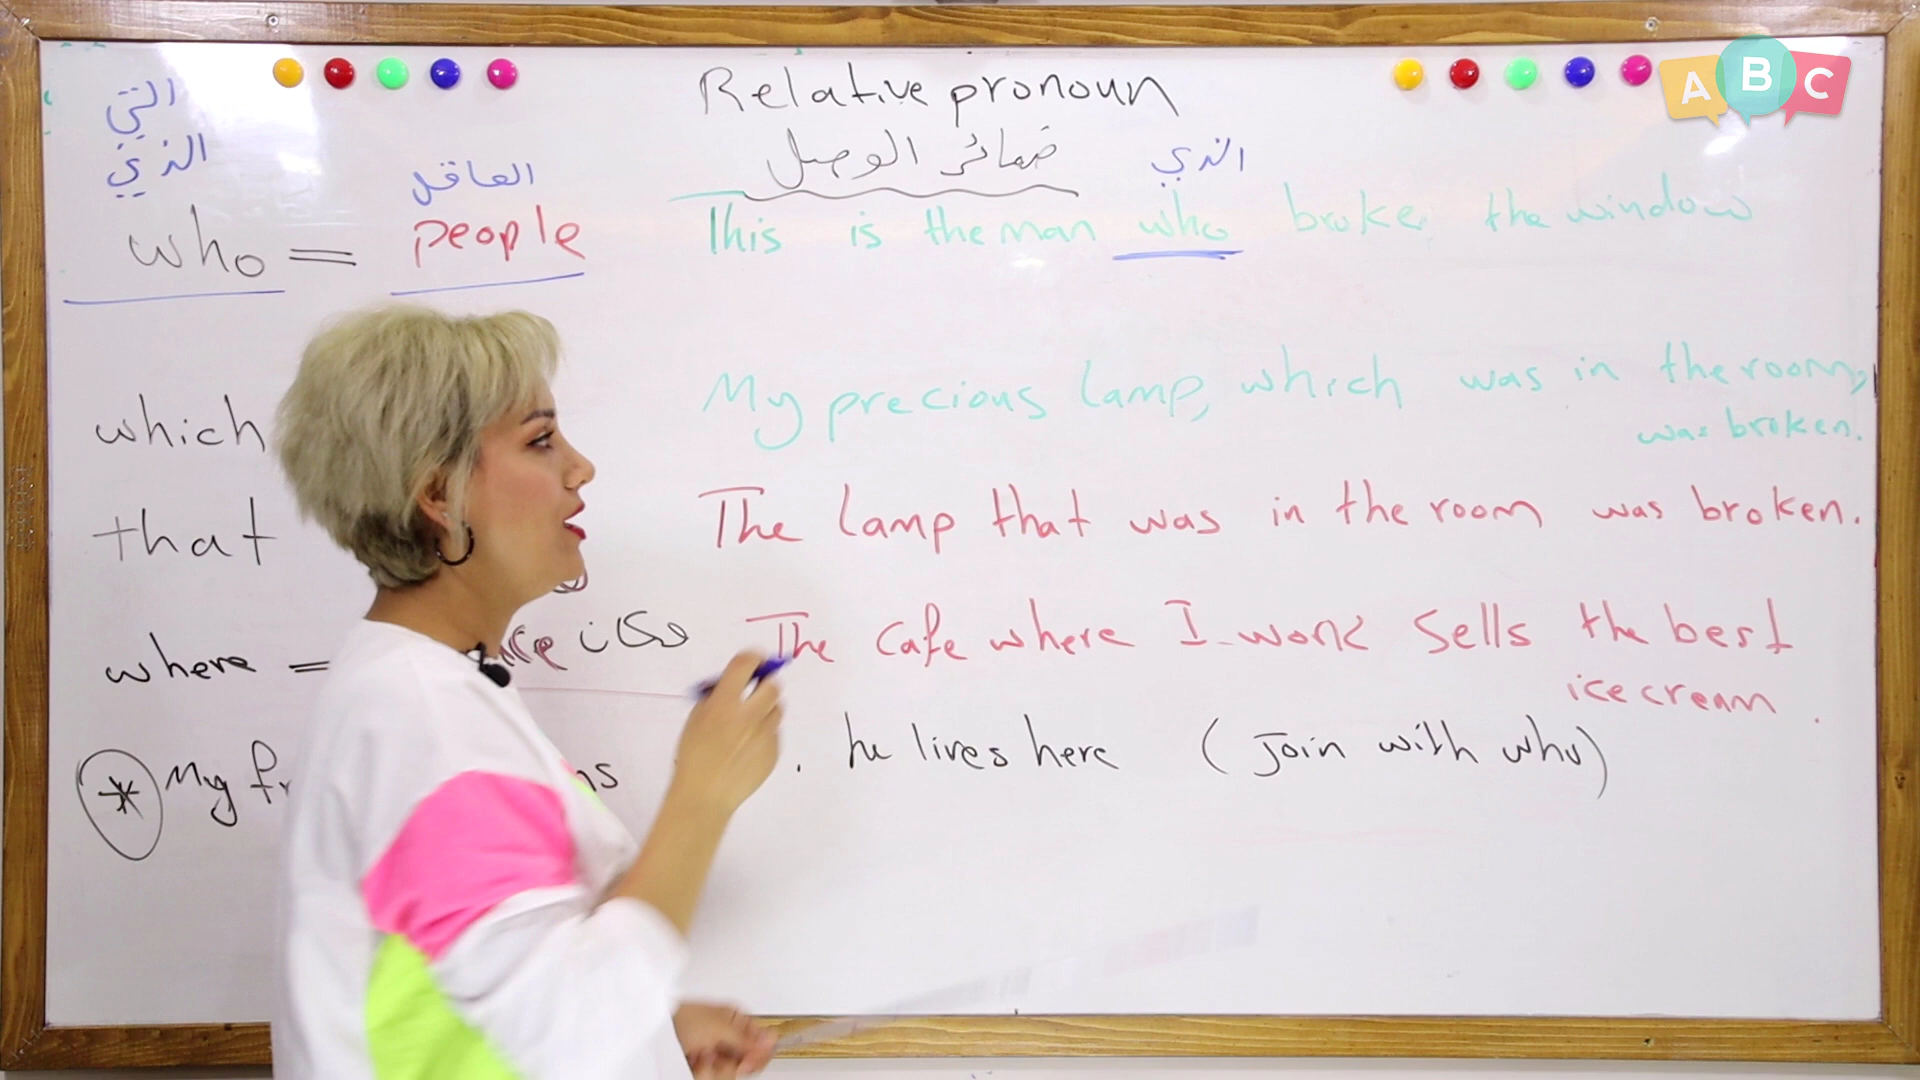 Relative pronoun
ضمائر الوصل
التي
الذي
العاقل
الذي
who = people
This is the man who broke the window
which
My precious lamp, which was in the room,
was broken.
that
The lamp that was in the room was broken.
where = مكان
The cafe where I work sells the best
ice cream.
* My
he lives here (Join with who)
A B C